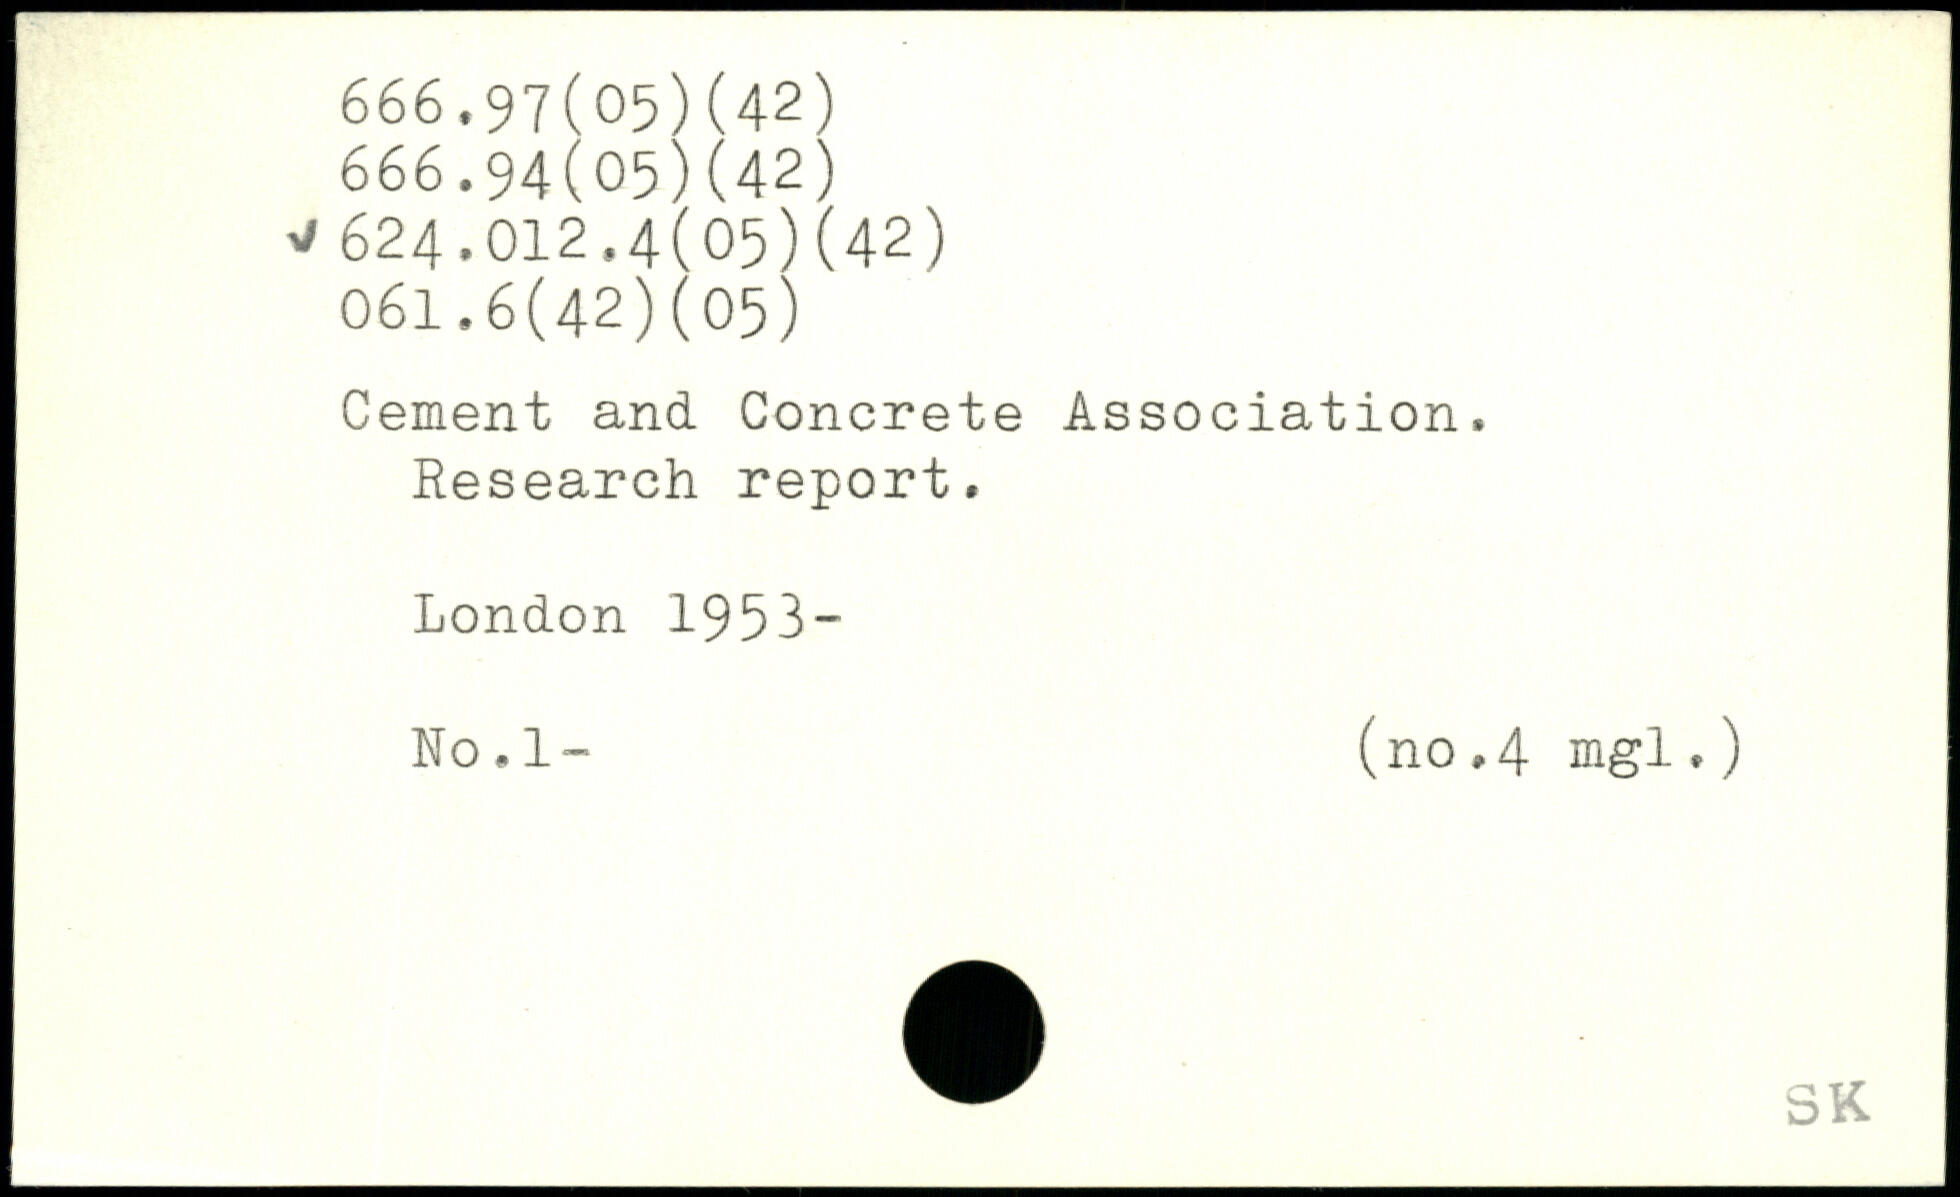 666.97(05)(42)
666.94(05)(42)
✓ 624.012.4(05)(42)
061.6(42)(05)
Cement and Concrete Association.
Research report.
London 1953-
No.1- (no.4 mgl.)
SK